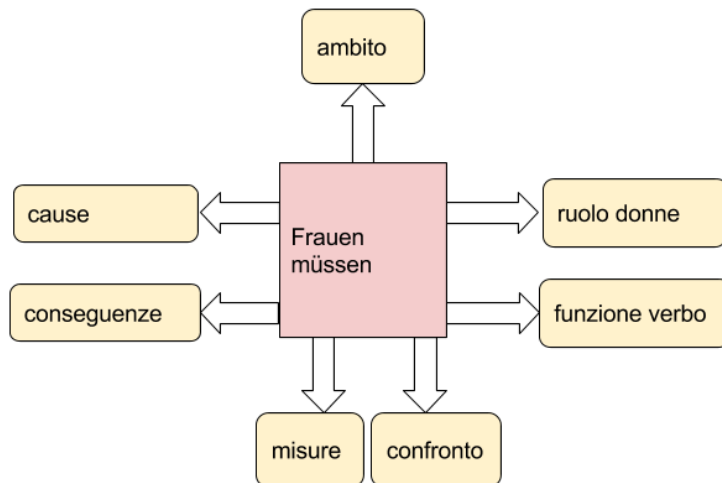 ambito
cause
ruolo donne
Frauen
müssen
conseguenze
funzione verbo
misure
confronto